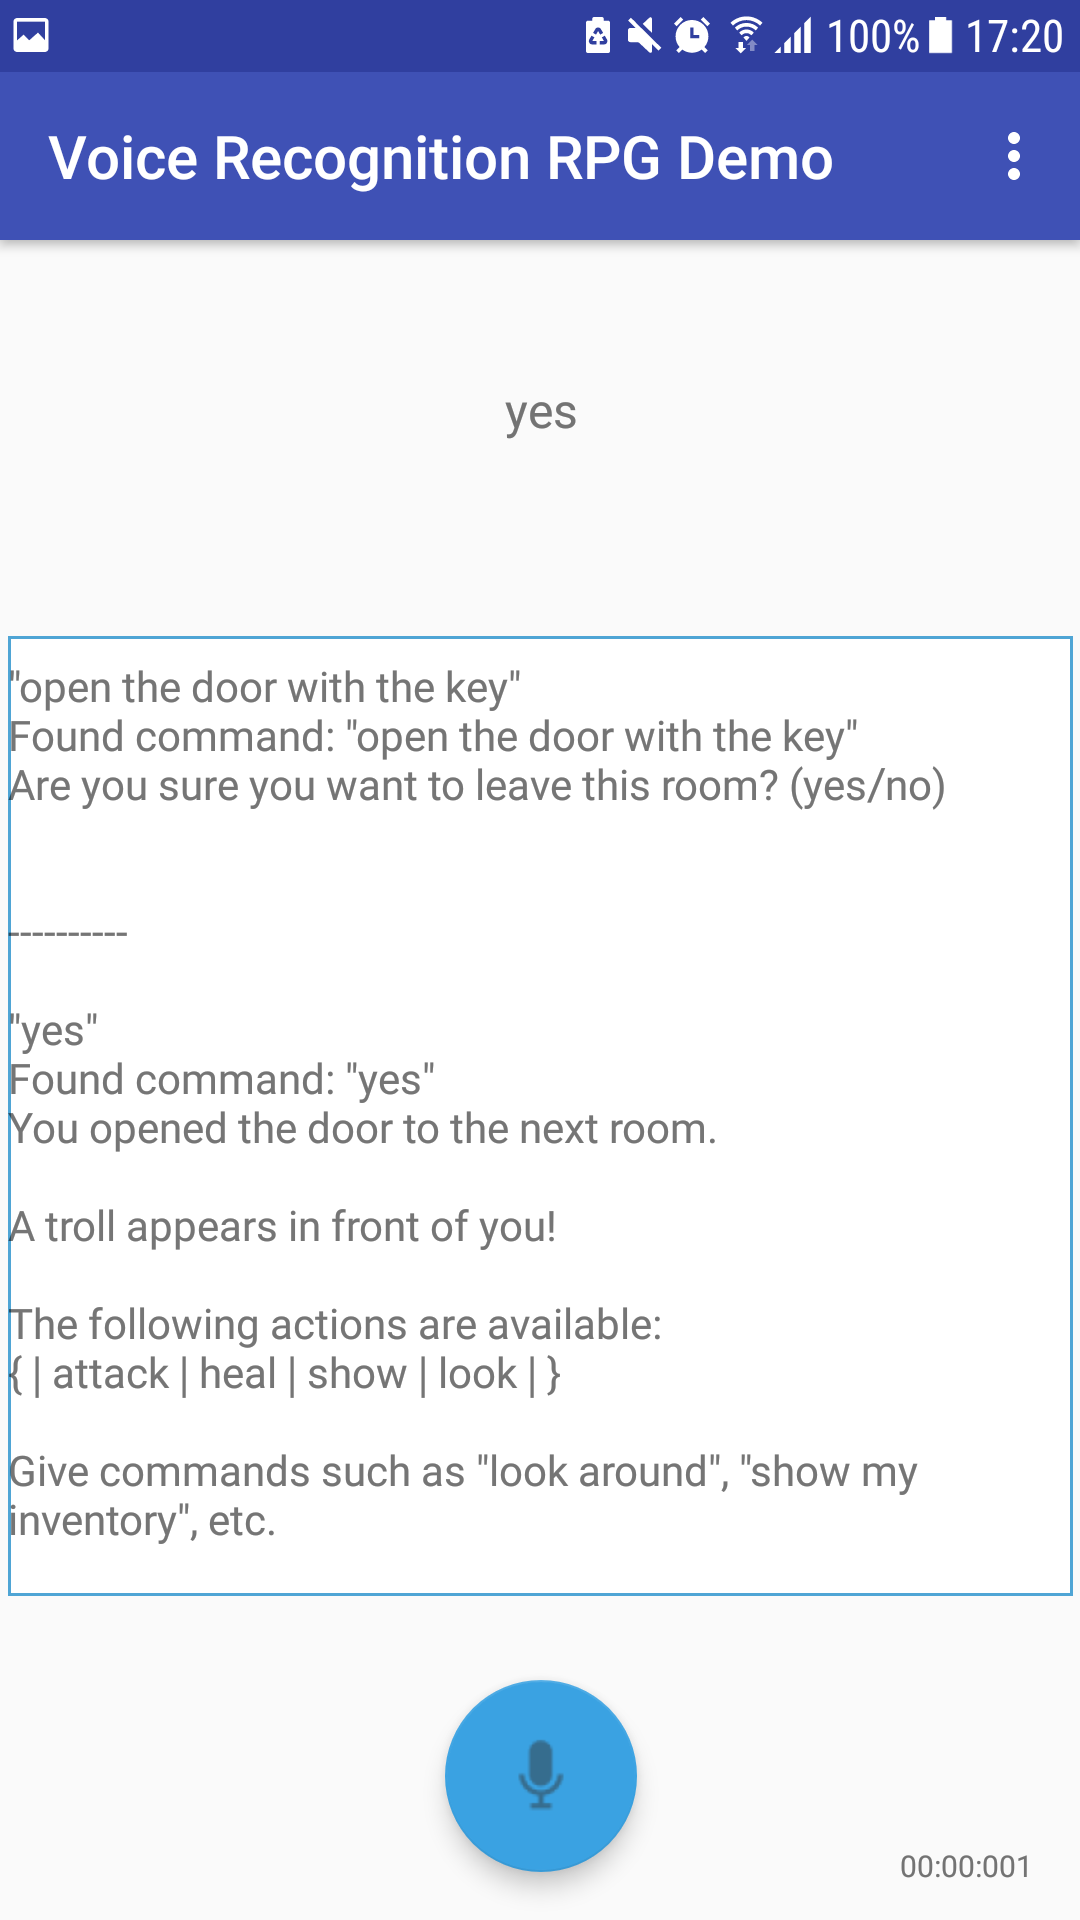 100% 17:20
Voice Recognition RPG Demo
yes
"open the door with the key"
Found command: "open the door with the key"
Are you sure you want to leave this room? (yes/no)
----------
"yes"
Found command: "yes"
You opened the door to the next room.
A troll appears in front of you!
The following actions are available:
{ | attack | heal | show | look | }
Give commands such as "look around", "show my
inventory", etc.
00:00:001